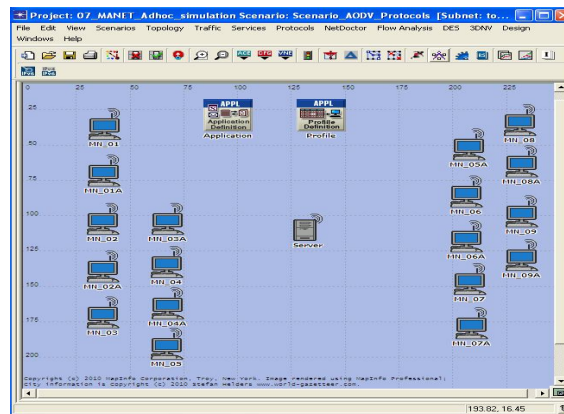 Project: 07_MANET_Adhoc_simulation Scenario: Scenario_AODV_Protocols [Subnet: to...
File Edit View Scenarios Topology Traffic Services Protocols NetDoctor Flow Analysis DES 3DNV Design
Windows Help
0 25 50 75 100 125 150 175 200 225
25
50
75
100
125
150
175
200
APPL
Application
Definition
Application
APPL
Profile
Definition
Profile
MN_01
MN_01A
MN_02
MN_02A
MN_03
MN_03A
MN_04
MN_04A
MN_05
Server
MN_05A
MN_06
MN_06A
MN_07
MN_07A
MN_08
MN_08A
MN_09
MN_09A
Copyright (c) 2010 MapInfo Corporation, Troy, New York. Image rendered using MapInfo Professional;
City information is copyright (c) 2010 Stefan Helders www.world-gazetteer.com.
193.82, 16.45